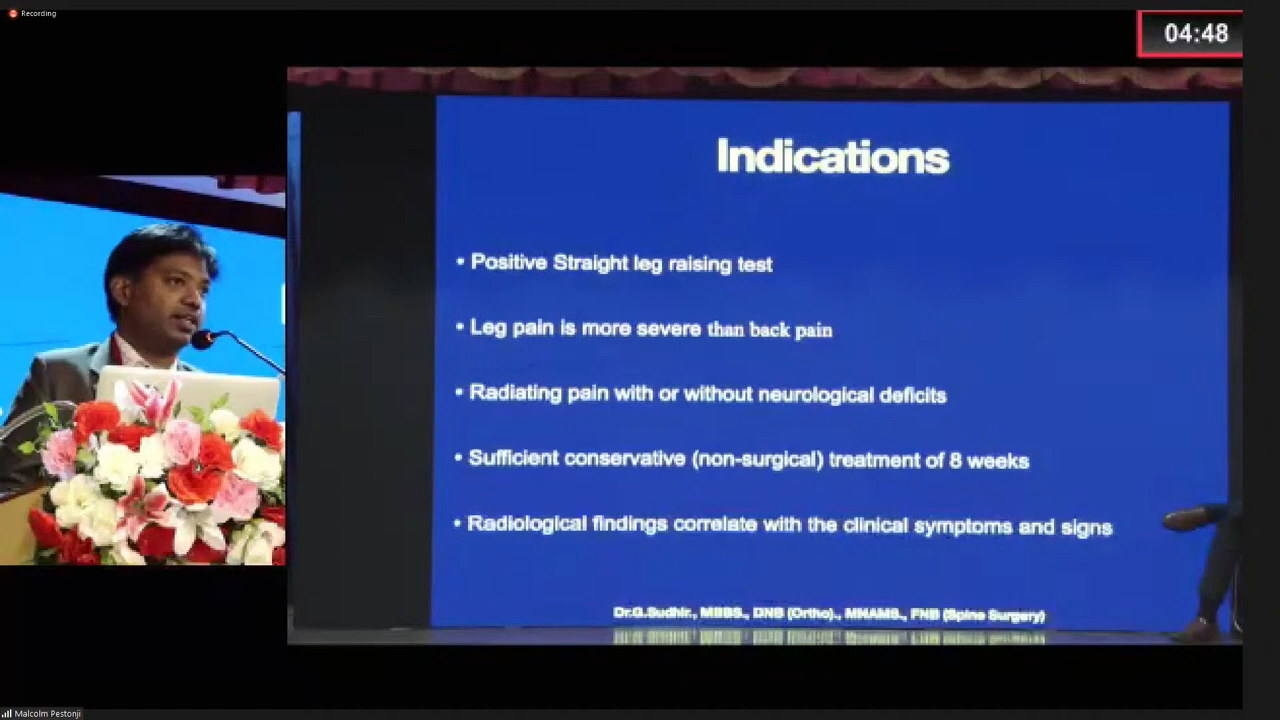 Recording
04:48
Indications
• Positive Straight leg raising test
• Leg pain is more severe than back pain
• Radiating pain with or without neurological deficits
• Sufficient conservative (non-surgical) treatment of 8 weeks
• Radiological findings correlate with the clinical symptoms and signs
Dr.G.Sudhir., MBBS., DNB (Ortho)., MNAMS., FNB (Spine Surgery)
Malcolm Pestonji